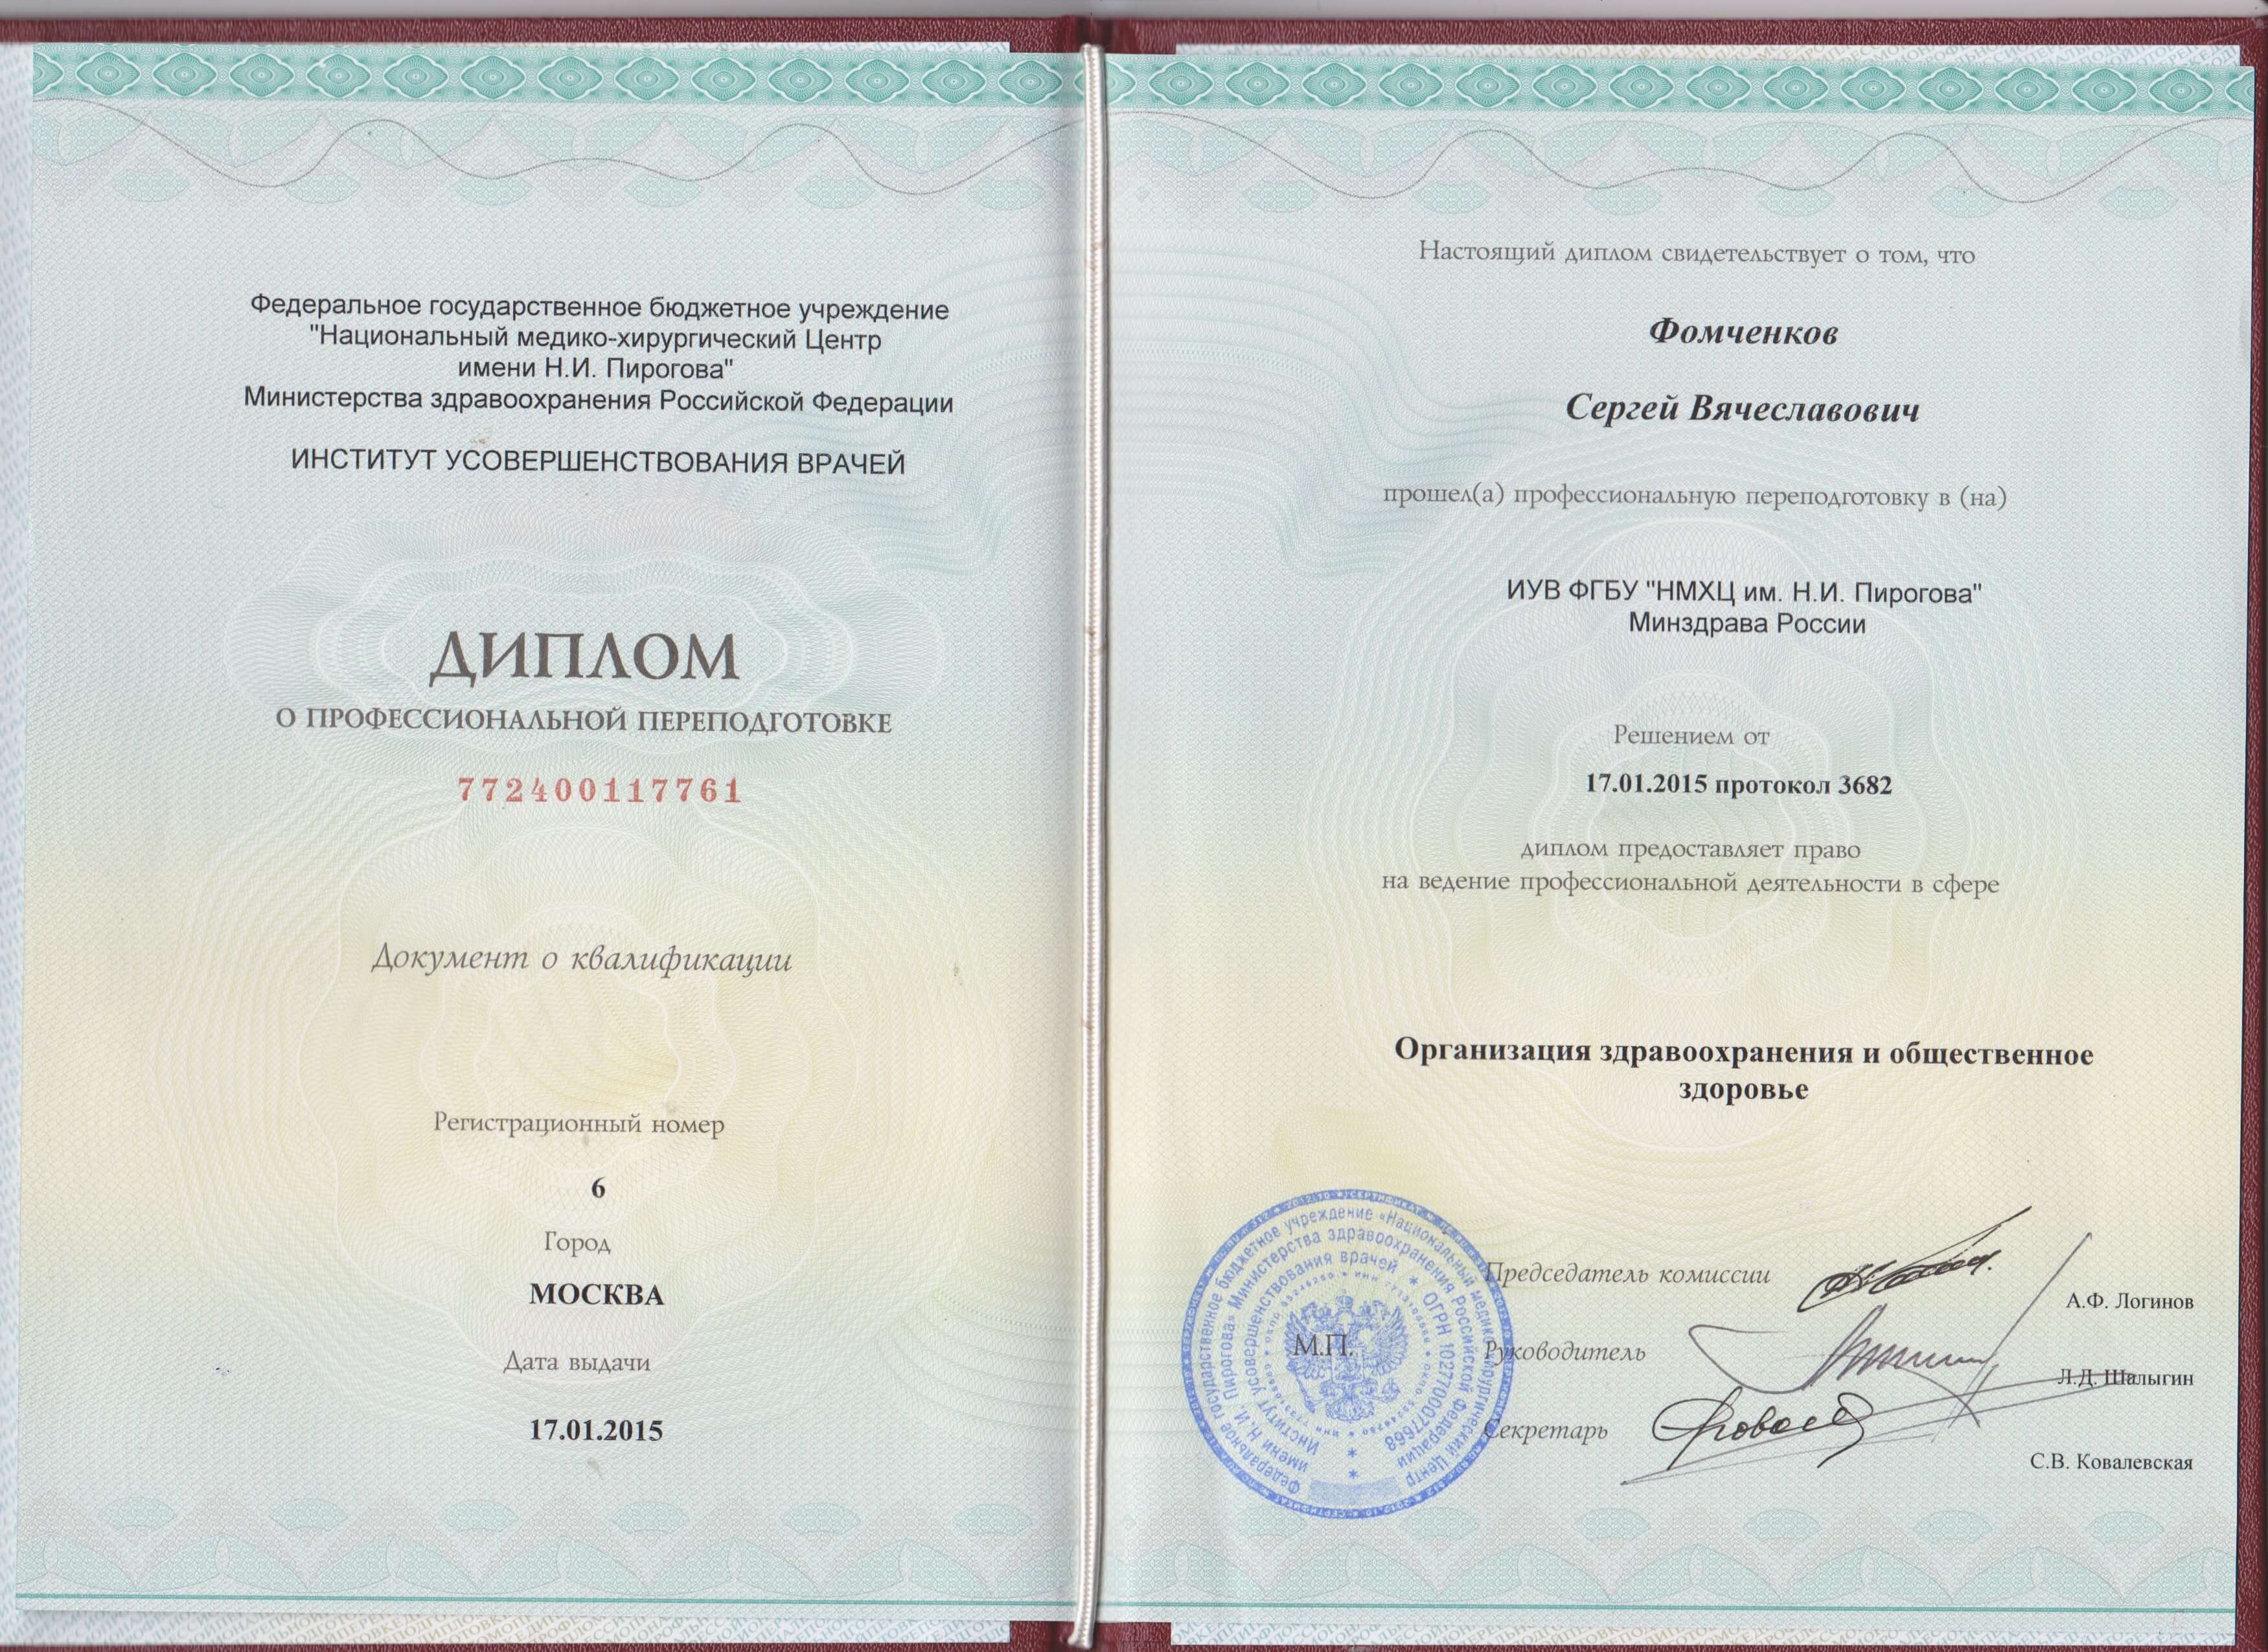 Федеральное государственное бюджетное учреждение
"Национальный медико-хирургический Центр
имени Н.И. Пирогова"
Министерства здравоохранения Российской Федерации
ИНСТИТУТ УСОВЕРШЕНСТВОВАНИЯ ВРАЧЕЙ
ДИПЛОМ
О ПРОФЕССИОНАЛЬНОЙ ПЕРЕПОДГОТОВКЕ
772400117761
Документ о квалификации
Регистрационный номер
6
Город
МОСКВА
Дата выдачи
17.01.2015
Настоящий диплом свидетельствует о том, что
Фомченков
Сергей Вячеславович
прошел(а) профессиональную переподготовку в (на)
ИУВ ФГБУ "НМХЦ им. Н.И. Пирогова"
Минздрава России
Решением от
17.01.2015 протокол 3682
диплом предоставляет право
на ведение профессиональной деятельности в сфере
Организация здравоохранения и общественное
здоровье
Председатель комиссии
А.Ф. Логинов
М.П.
Руководитель
Л.Д. Шалыгин
Секретарь
С.В. Ковалевская
Федеральное государственное бюджетное учреждение «Национальный медико-хирургический Центр
имени Н.И. Пирогова» Министерства здравоохранения Российской Федерации
Институт усовершенствования врачей * ОГРН 1027700077668